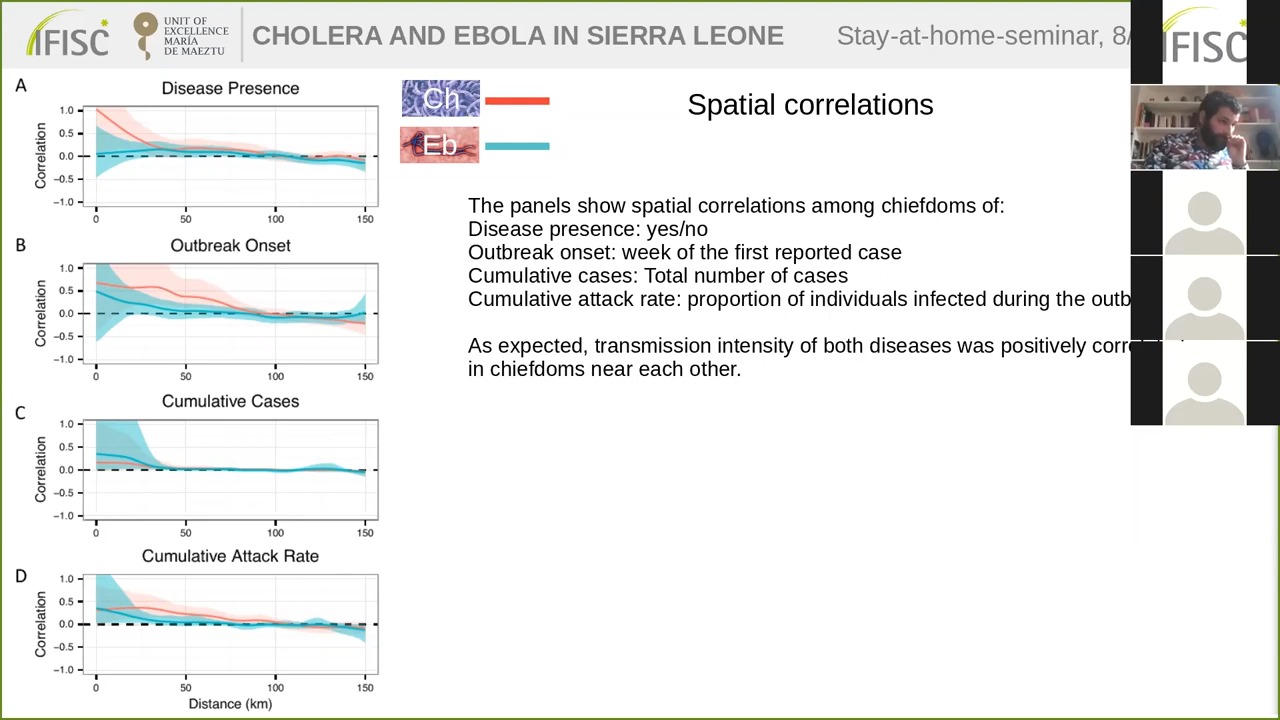 IFISC
UNIT OF
EXCELLENCE
MARÍA
DE MAEZTU
CHOLERA AND EBOLA IN SIERRA LEONE
Stay-at-home-seminar, 8/
IFISC
A
Disease Presence
Correlation
1.0
0.5
0.0
−0.5
−1.0
0 50 100 150
B
Outbreak Onset
Correlation
1.0
0.5
0.0
−0.5
−1.0
0 50 100 150
C
Cumulative Cases
Correlation
1.0
0.5
0.0
−0.5
−1.0
0 50 100 150
D
Cumulative Attack Rate
Correlation
1.0
0.5
0.0
−0.5
−1.0
0 50 100 150
Distance (km)
Ch
Eb
Spatial correlations
The panels show spatial correlations among chiefdoms of:
Disease presence: yes/no
Outbreak onset: week of the first reported case
Cumulative cases: Total number of cases
Cumulative attack rate: proportion of individuals infected during the outb
As expected, transmission intensity of both diseases was positively
in chiefdoms near each other.